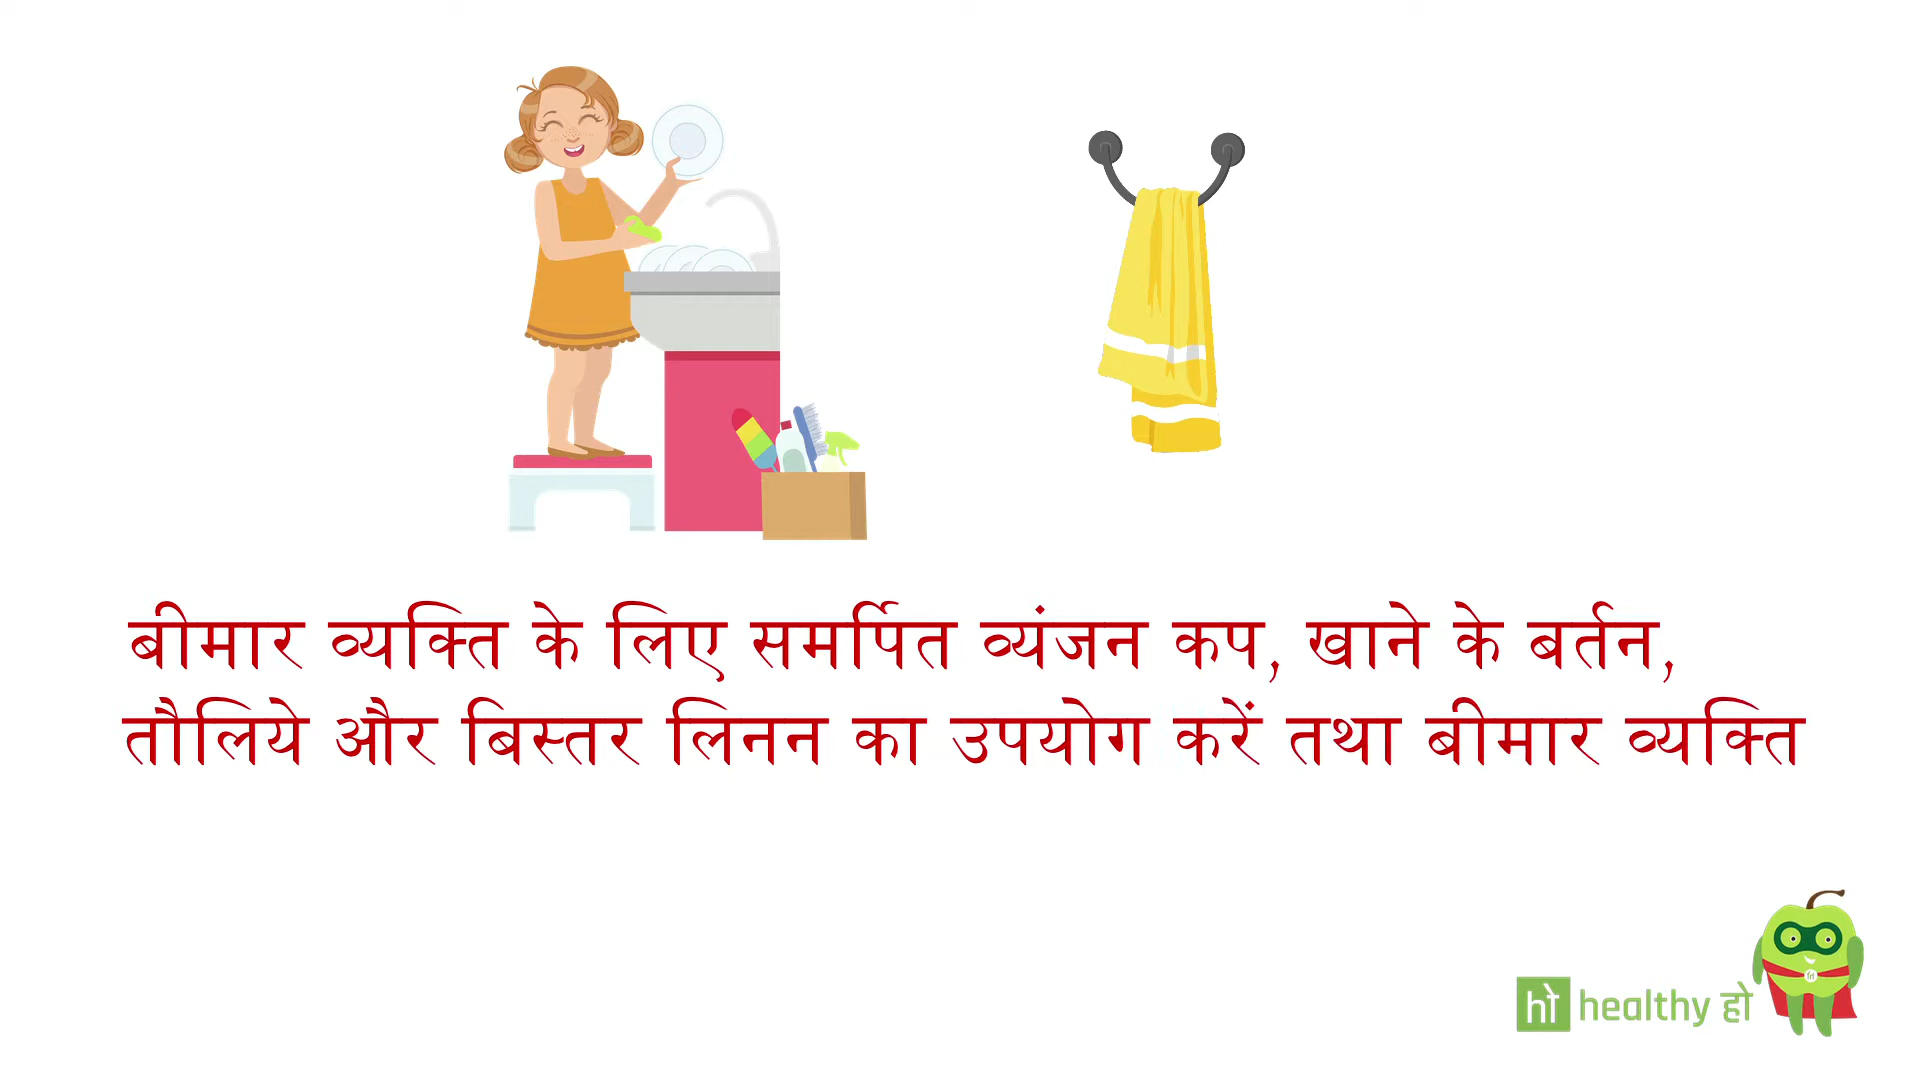 बीमार व्यक्ति के लिए समर्पित व्यंजन कप, खाने के बर्तन,
तौलिये और बिस्तर लिनन का उपयोग करें तथा बीमार व्यक्ति
hो healthy हो